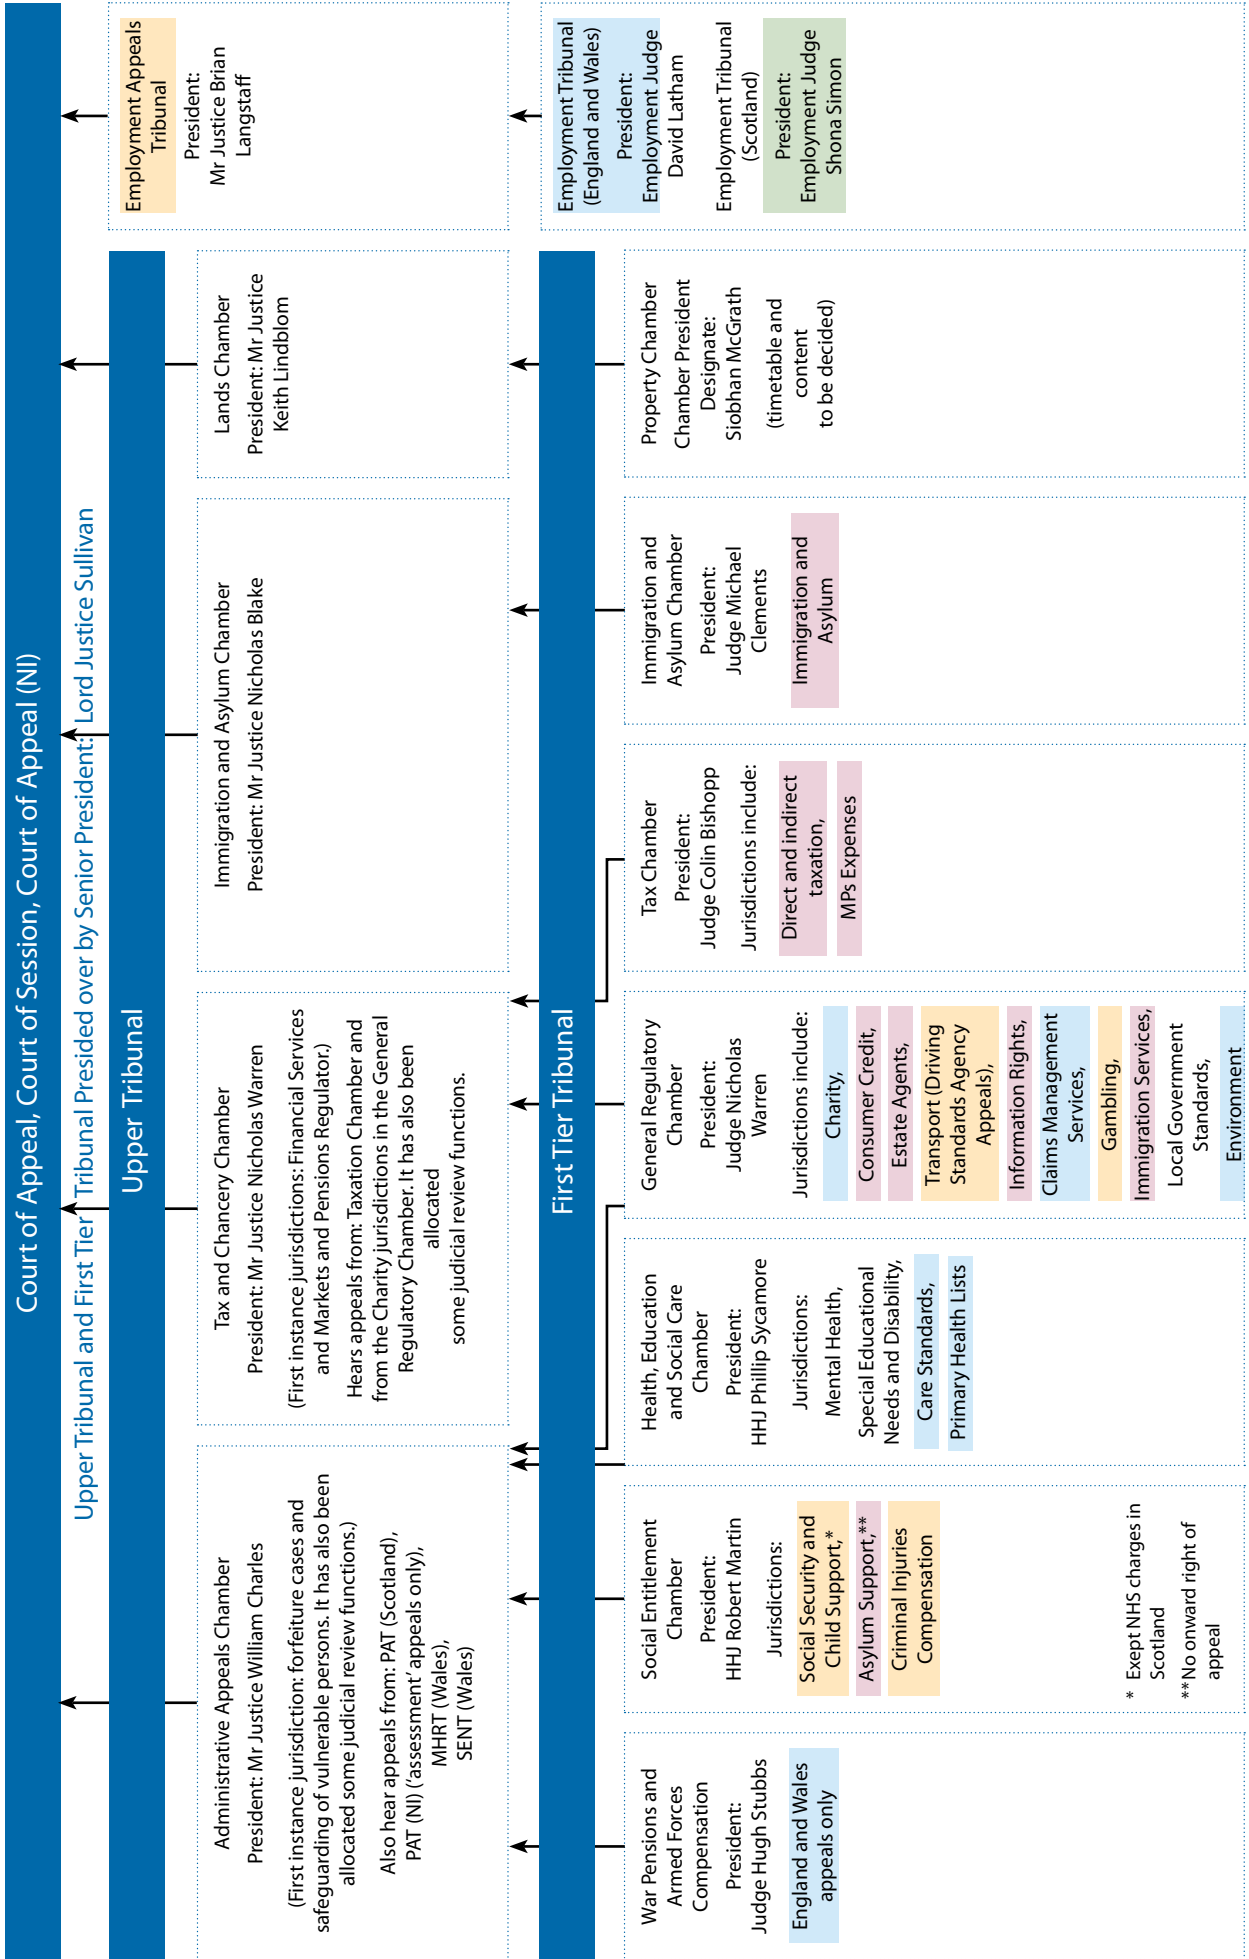 Court of Appeal, Court of Session, Court of Appeal (NI)
Upper Tribunal and First Tier Tribunal Presided over by Senior President: Lord Justice Sullivan
Upper Tribunal
Administrative Appeals Chamber
President: Mr Justice William Charles
(First instance jurisdiction: forfeiture cases and
safeguarding of vulnerable persons. It has also been
allocated some judicial review functions.)
Also hear appeals from: PAT (Scotland),
PAT (NI) (‘assessment’ appeals only),
MHRT (Wales),
SENT (Wales)
Tax and Chancery Chamber
President: Mr Justice Nicholas Warren
(First instance jurisdictions: Financial Services
and Markets and Pensions Regulator.)
Hears appeals from: Taxation Chamber and
from the Charity jurisdictions in the General
Regulatory Chamber. It has also been
allocated
some judicial review functions.
Immigration and Asylum Chamber
President: Mr Justice Nicholas Blake
Lands Chamber
President: Mr Justice
Keith Lindblom
Employment Appeals
Tribunal
President:
Mr Justice Brian
Langstaff
First Tier Tribunal
War Pensions and
Armed Forces
Compensation
President:
Judge Hugh Stubbs
England and Wales
appeals only
Social Entitlement
Chamber
President:
HHJ Robert Martin
Jurisdictions:
Social Security and
Child Support,*
Asylum Support,**
Criminal Injuries
Compensation
* Exept NHS charges in
Scotland
**No onward right of
appeal
Health, Education
and Social Care
Chamber
President:
HHJ Phillip Sycamore
Jurisdictions:
Mental Health,
Special Educational
Needs and Disability,
Care Standards,
Primary Health Lists
General Regulatory
Chamber
President:
Judge Nicholas
Warren
Jurisdictions include:
Charity,
Consumer Credit,
Estate Agents,
Transport (Driving
Standards Agency
Appeals),
Information Rights,
Claims Management
Services,
Gambling,
Immigration Services,
Local Government
Standards,
Environment
Tax Chamber
President:
Judge Colin Bishopp
Jurisdictions include:
Direct and indirect
taxation,
MPs Expenses
Immigration and
Asylum Chamber
President:
Judge Michael
Clements
Immigration and
Asylum
Property Chamber
Chamber President
Designate:
Siobhan McGrath
(timetable and
content
to be decided)
Employment Tribunal
(England and Wales)
President:
Employment Judge
David Latham
Employment Tribunal
(Scotland)
President:
Employment Judge
Shona Simon